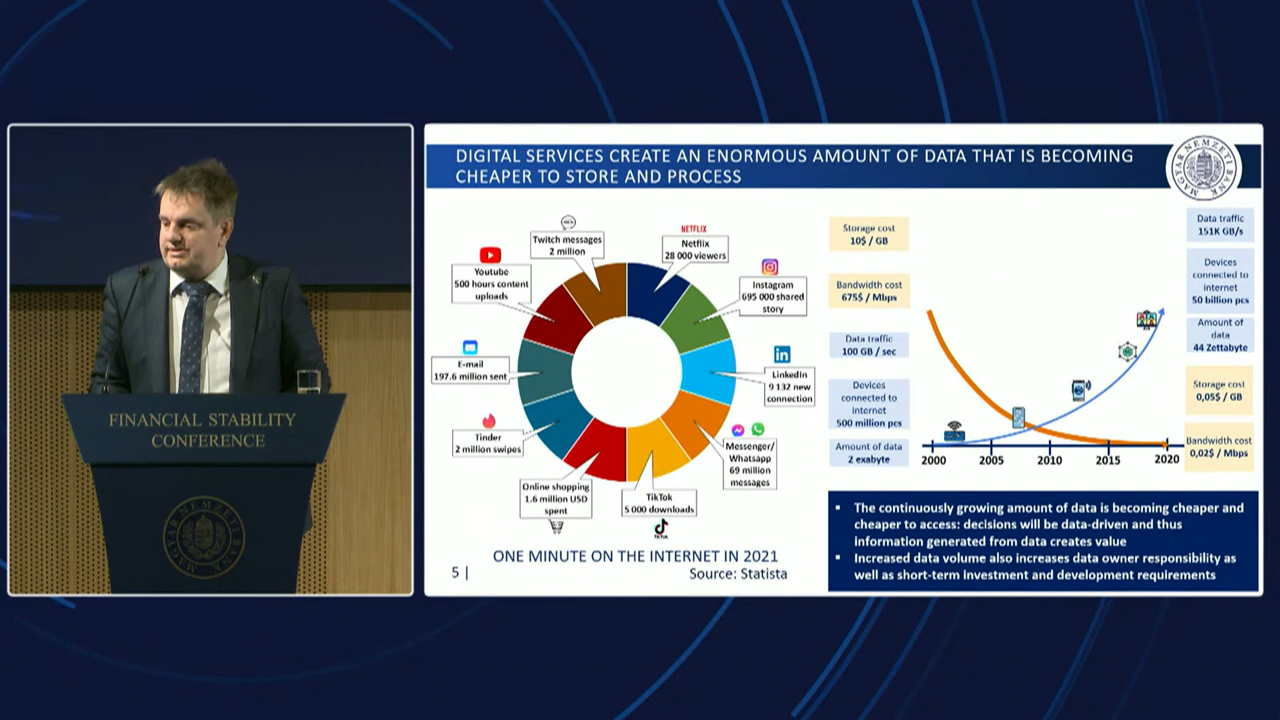 FINANCIAL STABILITY
CONFERENCE
MAGYAR NEMZETI BANK
DIGITAL SERVICES CREATE AN ENORMOUS AMOUNT OF DATA THAT IS BECOMING
CHEAPER TO STORE AND PROCESS
MAGYAR NEMZETI BANK
Twitch messages
2 million
NETFLIX
Netflix
28 000 viewers
Youtube
500 hours content
uploads
Instagram
695 000 shared
story
E-mail
197.6 million sent
LinkedIn
9 132 new
connection
Tinder
2 million swipes
Messenger/
Whatsapp
69 million
messages
Online shopping
1.6 million USD
spent
TikTok
5 000 downloads
TikTok
ONE MINUTE ON THE INTERNET IN 2021
5 |
Source: Statista
Storage cost
10$ / GB
Bandwidth cost
675$ / Mbps
Data traffic
100 GB / sec
Devices
connected to
Internet
500 million pcs
Amount of data
2 exabyte
2000 2005 2010 2015 2020
Data traffic
151K GB/s
Devices
connected to
internet
50 billion pcs
Amount of
data
44 Zettabyte
Storage cost
0,05$ / GB
Bandwidth cost
0,02$ / Mbps
▪ The continuously growing amount of data is becoming cheaper and
cheaper to access: decisions will be data-driven and thus
information generated from data creates value
▪ Increased data volume also increases data owner responsibility as
well as short-term investment and development requirements